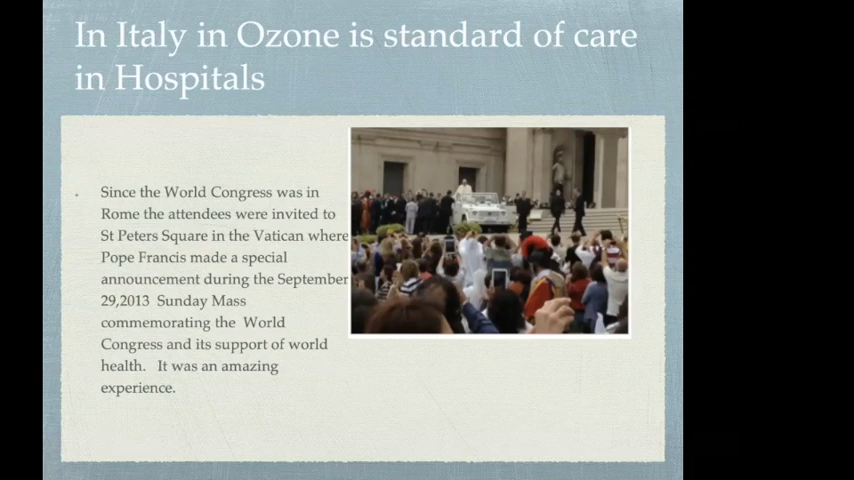 In Italy in Ozone is standard of care
in Hospitals
Since the World Congress was in
Rome the attendees were invited to
St Peters Square in the Vatican where
Pope Francis made a special
announcement during the September
29,2013 Sunday Mass
commemorating the World
Congress and its support of world
health. It was an amazing
experience.